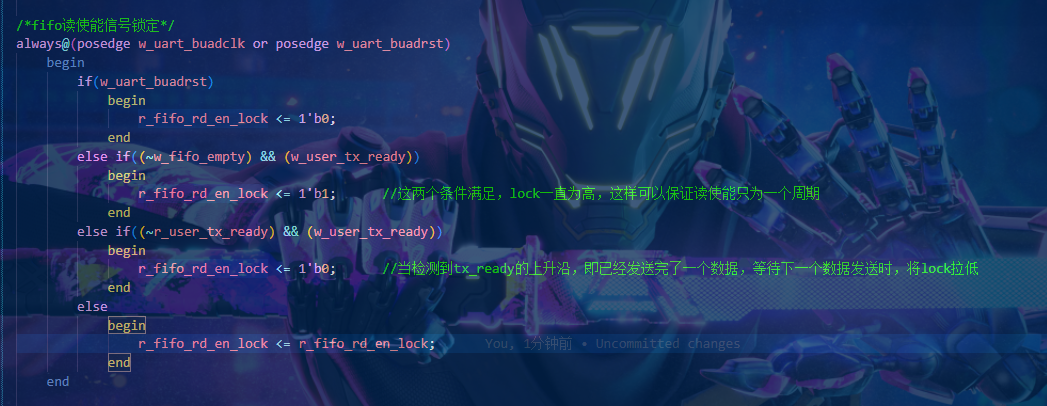 /*fifo读使能信号锁定*/
always@(posedge w_uart_buadclk or posedge w_uart_buadrst)
begin
if(w_uart_buadrst)
begin
r_fifo_rd_en_lock <= 1'b0;
end
else if((~w_fifo_empty) && (w_user_tx_ready))
begin
r_fifo_rd_en_lock <= 1'b1; //这两个条件满足，lock一直为高，这样可以保证读使能只为一个周期
end
else if((~r_user_tx_ready) && (w_user_tx_ready))
begin
r_fifo_rd_en_lock <= 1'b0; //当检测到tx_ready的上升沿，即已经发送完了一个数据，等待下一个数据发送时，将lock拉低
end
else
begin
r_fifo_rd_en_lock <= r_fifo_rd_en_lock; You, 1分钟前 • Uncommitted changes
end
end